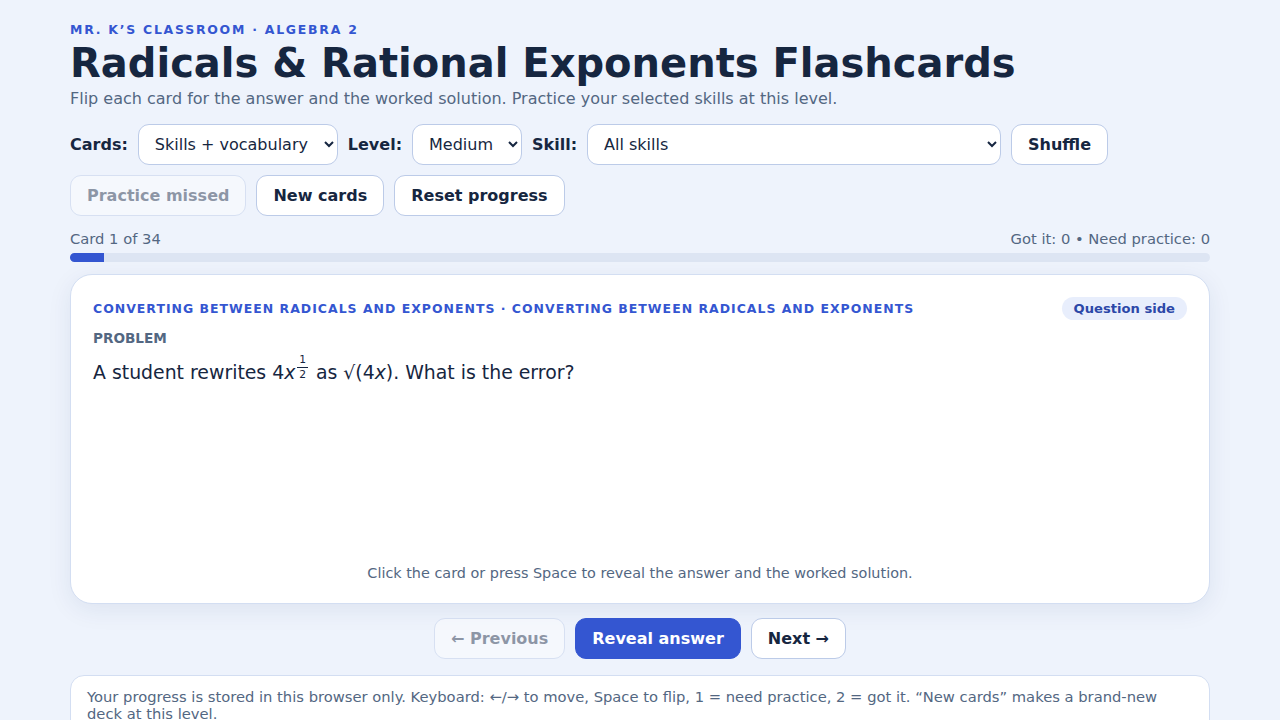 MR. K’S CLASSROOM · ALGEBRA 2
Radicals & Rational Exponents Flashcards
Flip each card for the answer and the worked solution. Practice your selected skills at this level.
Cards: Skills + vocabulary Level: Medium Skill: All skills Shuffle
Practice missed New cards Reset progress
Card 1 of 34 Got it: 0 • Need practice: 0
CONVERTING BETWEEN RADICALS AND EXPONENTS · CONVERTING BETWEEN RADICALS AND EXPONENTS Question side
PROBLEM
A student rewrites 4x^(1/2) as √(4x). What is the error?
Click the card or press Space to reveal the answer and the worked solution.
← Previous Reveal answer Next →
Your progress is stored in this browser only. Keyboard: ←/→ to move, Space to flip, 1 = need practice, 2 = got it. “New cards” makes a brand-new
deck at this level.